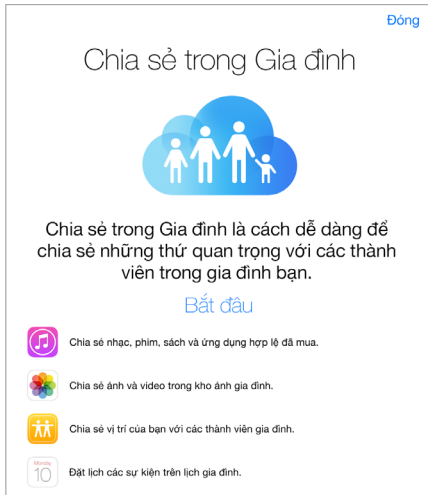 Đóng
Chia sẻ trong Gia đình
Chia sẻ trong Gia đình là cách dễ dàng để
chia sẻ những thứ quan trọng với các thành
viên trong gia đình bạn.
Bắt đầu
Chia sẻ nhạc, phim, sách và ứng dụng hợp lệ đã mua.
Chia sẻ ảnh và video trong kho ảnh gia đình.
Chia sẻ vị trí của bạn với các thành viên gia đình.
Monday
10
Đặt lịch các sự kiện trên lịch gia đình.